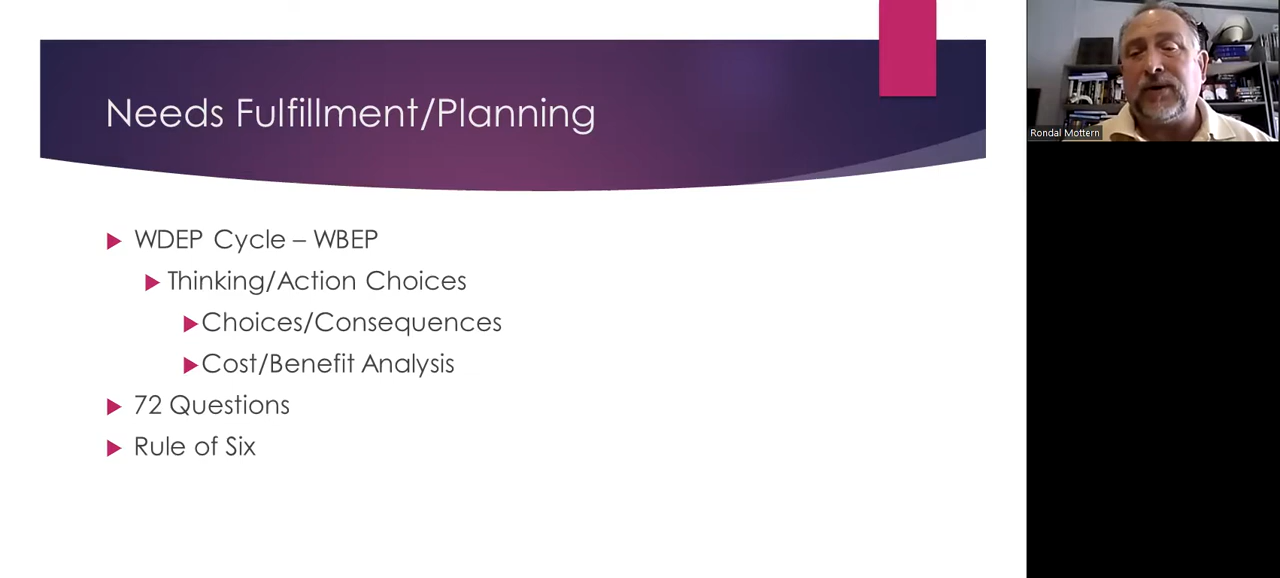 Needs Fulfillment/Planning
WDEP Cycle – WBEP
Thinking/Action Choices
Choices/Consequences
Cost/Benefit Analysis
72 Questions
Rule of Six
Rondal Mottern